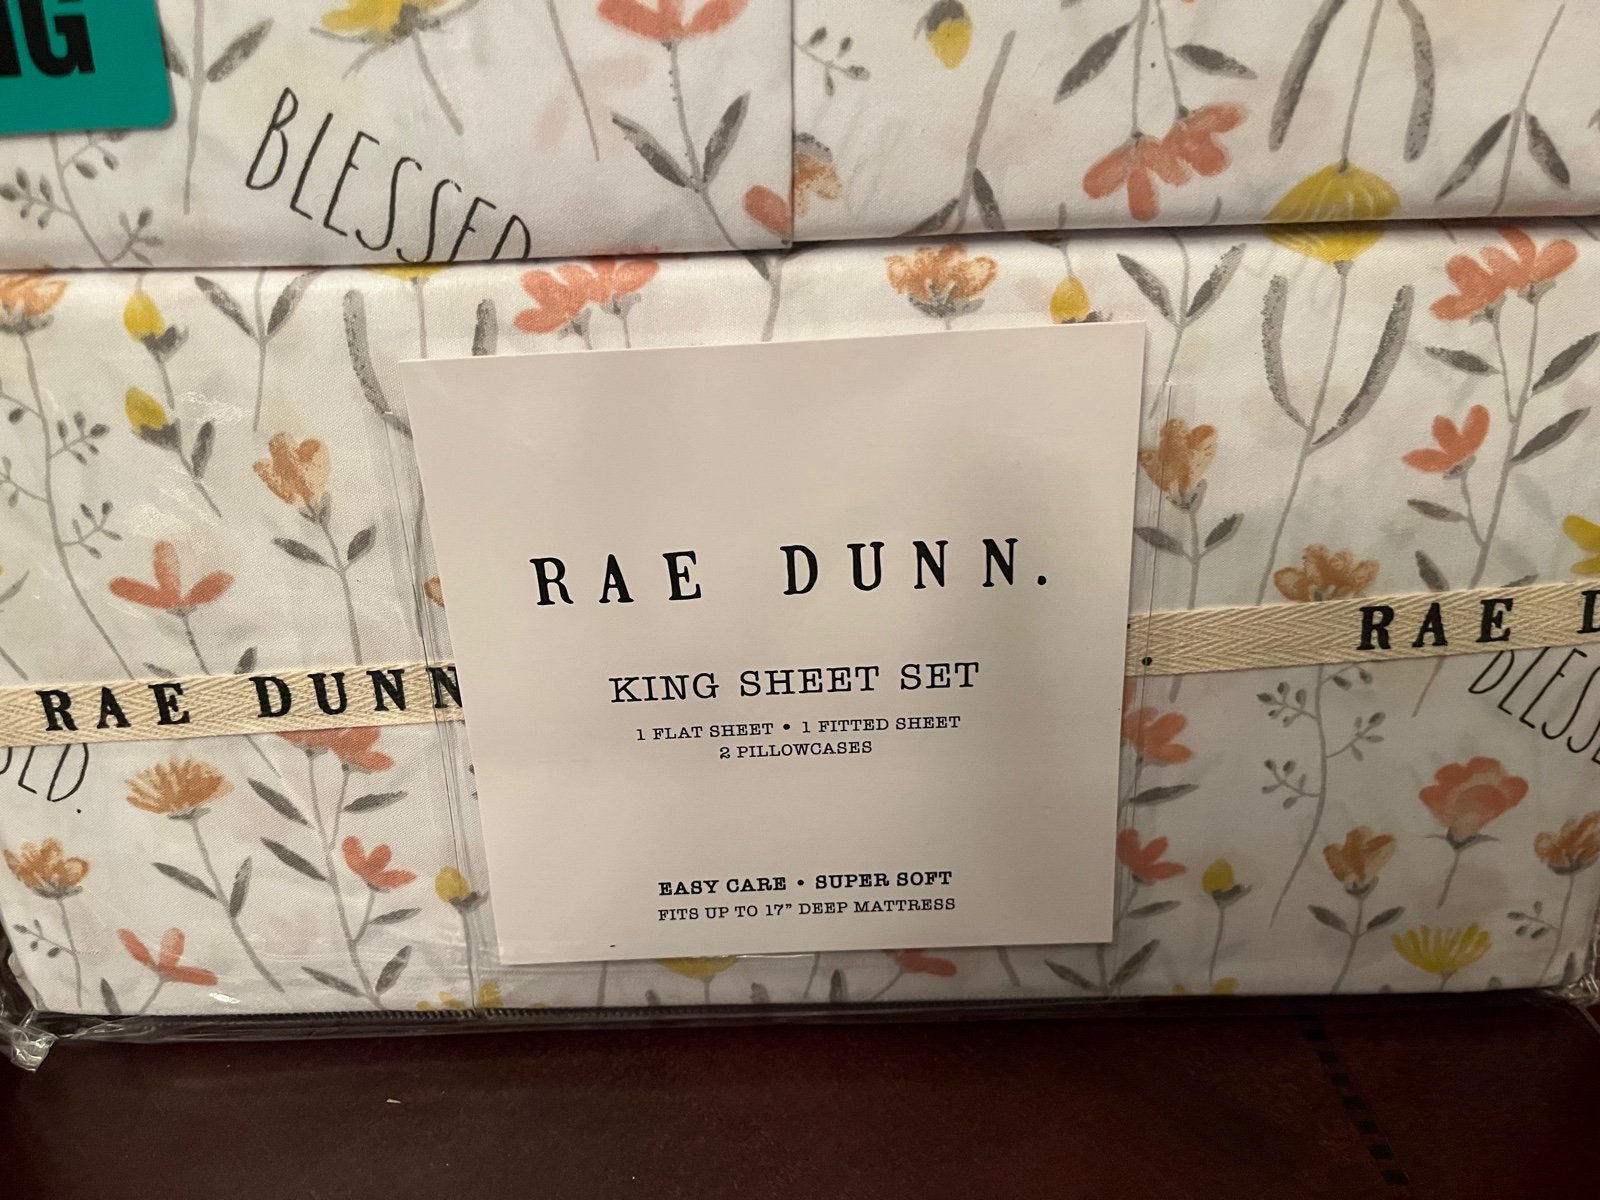 BLESSED
RAE DUNN.
KING SHEET SET
1 FLAT SHEET • 1 FITTED SHEET
2 PILLOWCASES
EASY CARE • SUPER SOFT
FITS UP TO 17” DEEP MATTRESS
RAE DUNN
RAE D